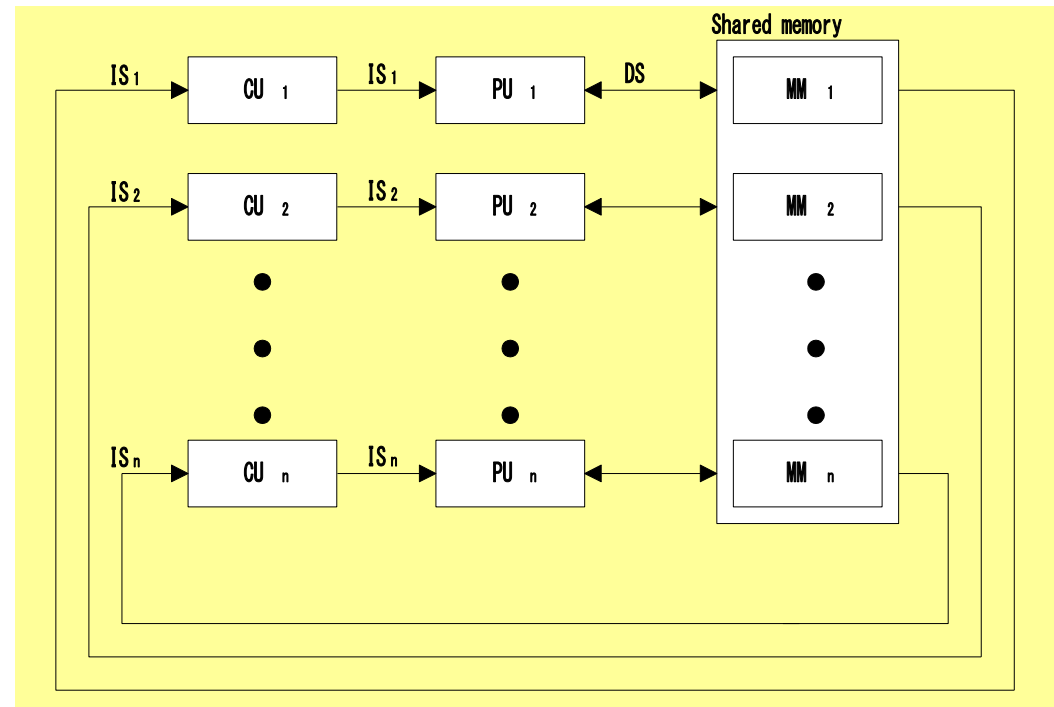 Shared memory
IS1 CU 1 IS1 PU 1 DS MM 1
IS2 CU 2 IS2 PU 2 MM 2
ISn CU n ISn PU n MM n